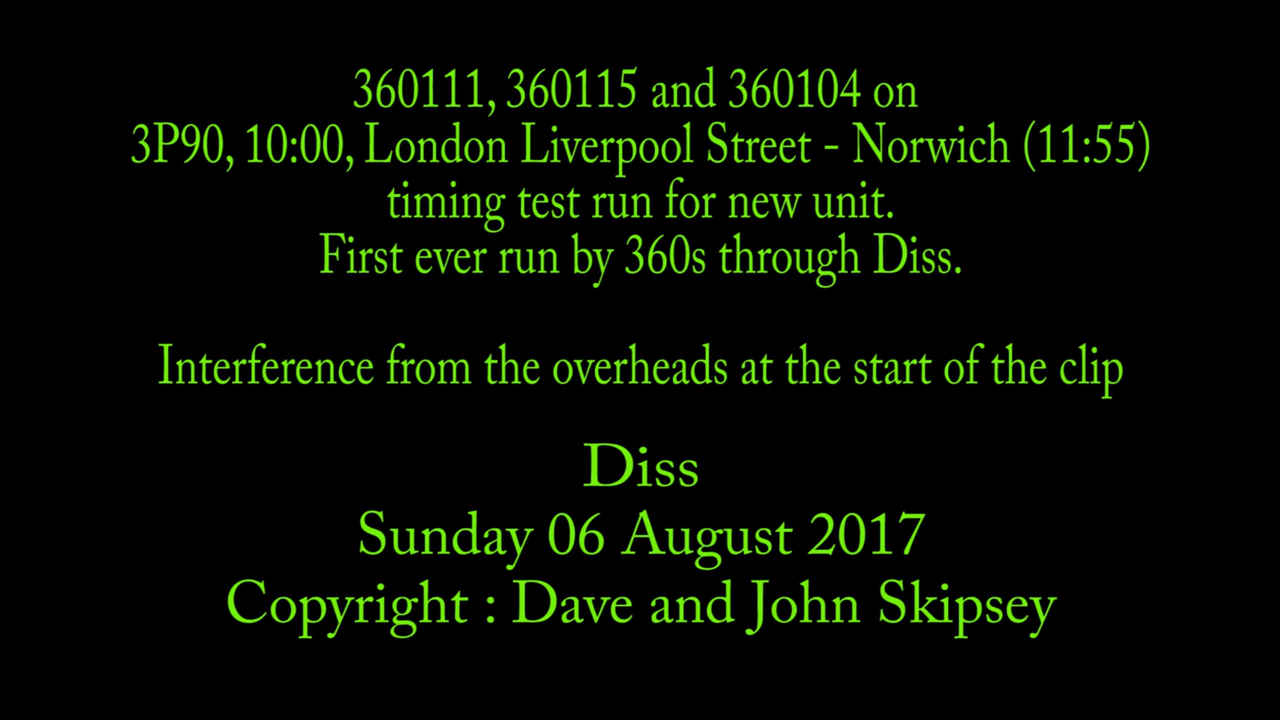 360111, 360115 and 360104 on
3P90, 10:00, London Liverpool Street - Norwich (11:55)
timing test run for new unit.
First ever run by 360s through Diss.
Interference from the overheads at the start of the clip
Diss
Sunday 06 August 2017
Copyright : Dave and John Skipsey